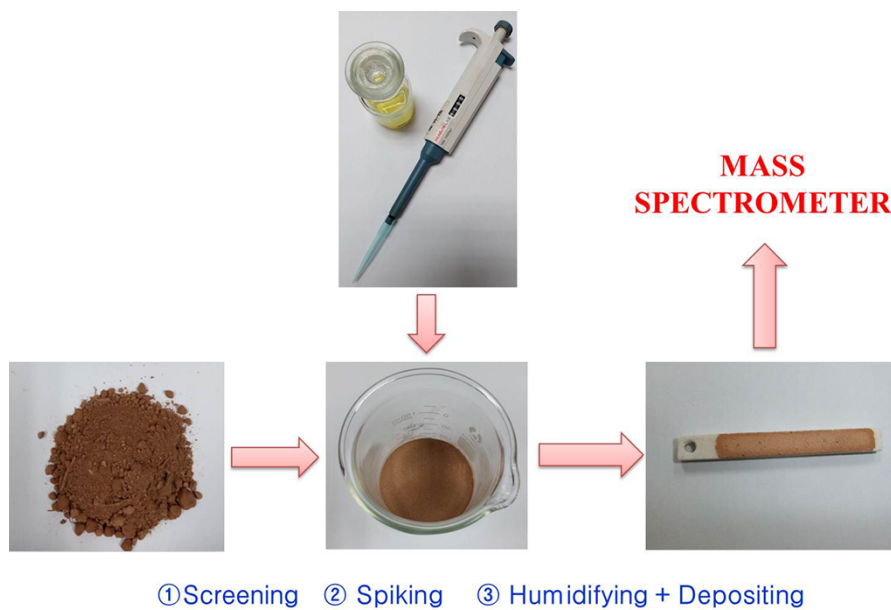 MASS
SPECTROMETER
①Screening ② Spiking ③ Humidifying + Depositing